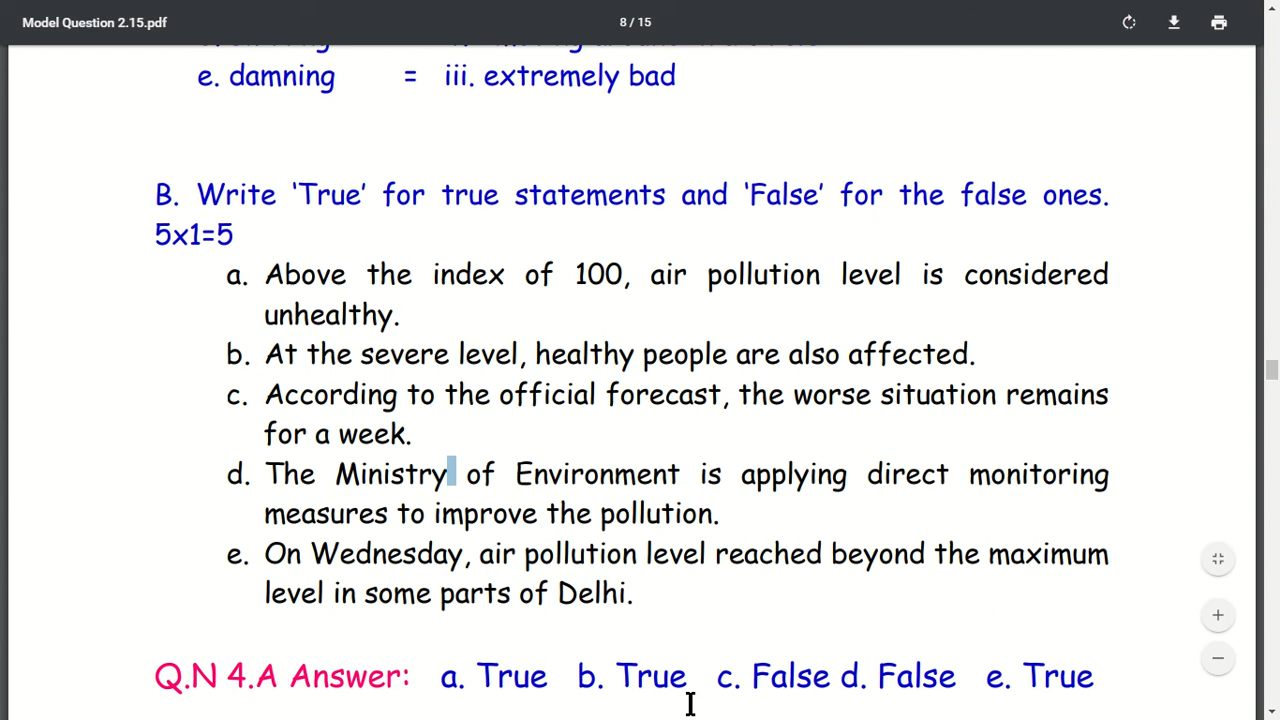 Model Question 2.15.pdf
8 / 15
e. damning = iii. extremely bad
B. Write ‘True’ for true statements and ‘False’ for the false ones.
5x1=5
a. Above the index of 100, air pollution level is considered
unhealthy.
b. At the severe level, healthy people are also affected.
c. According to the official forecast, the worse situation remains
for a week.
d. The Ministry of Environment is applying direct monitoring
measures to improve the pollution.
e. On Wednesday, air pollution level reached beyond the maximum
level in some parts of Delhi.
Q.N 4.A Answer: a. True b. True c. False d. False e. True